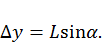 Δy = Lsinα.